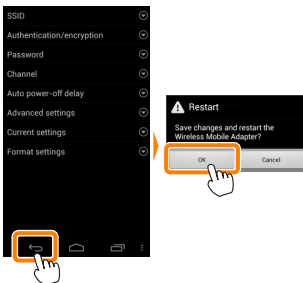 SSID
Authentication/encryption
Password
Channel
Auto power-off delay
Advanced settings
Current settings
Format settings
Restart
Save changes and restart the
Wireless Mobile Adapter?
OK
Cancel